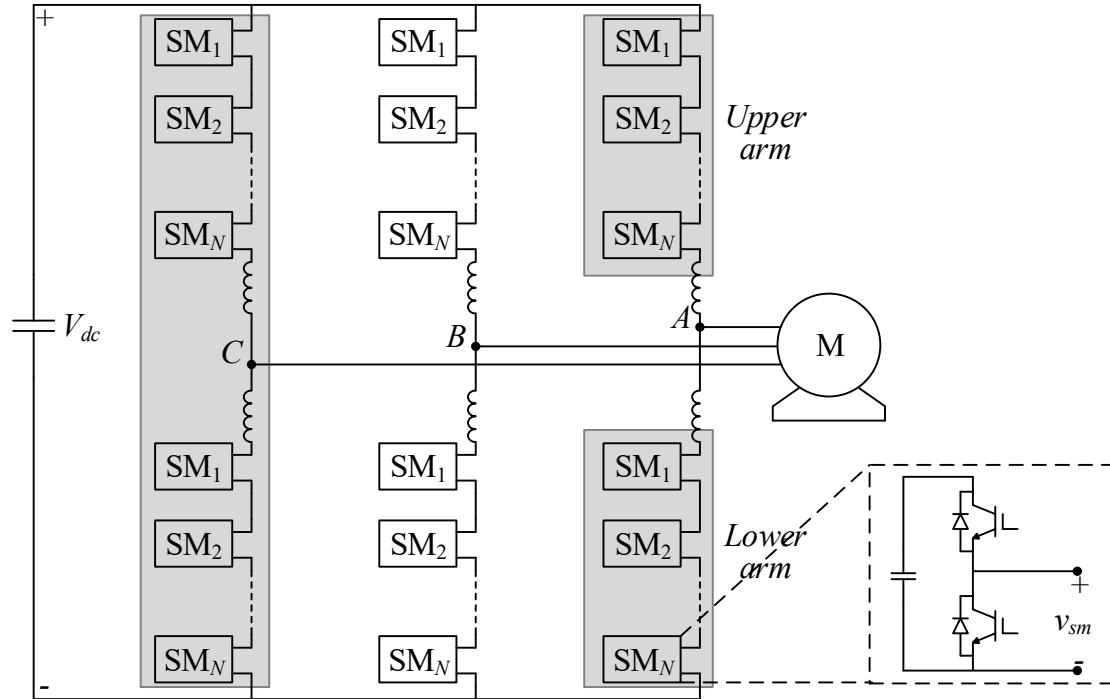 +
SM1 SM1 SM1
SM2 SM2 SM2
Upper
arm
SMN SMN SMN
A
Vdc
B
M
C
SM1 SM1 SM1
SM2 SM2 SM2
Lower
arm
+
vsm
SMN SMN SMN
-
-